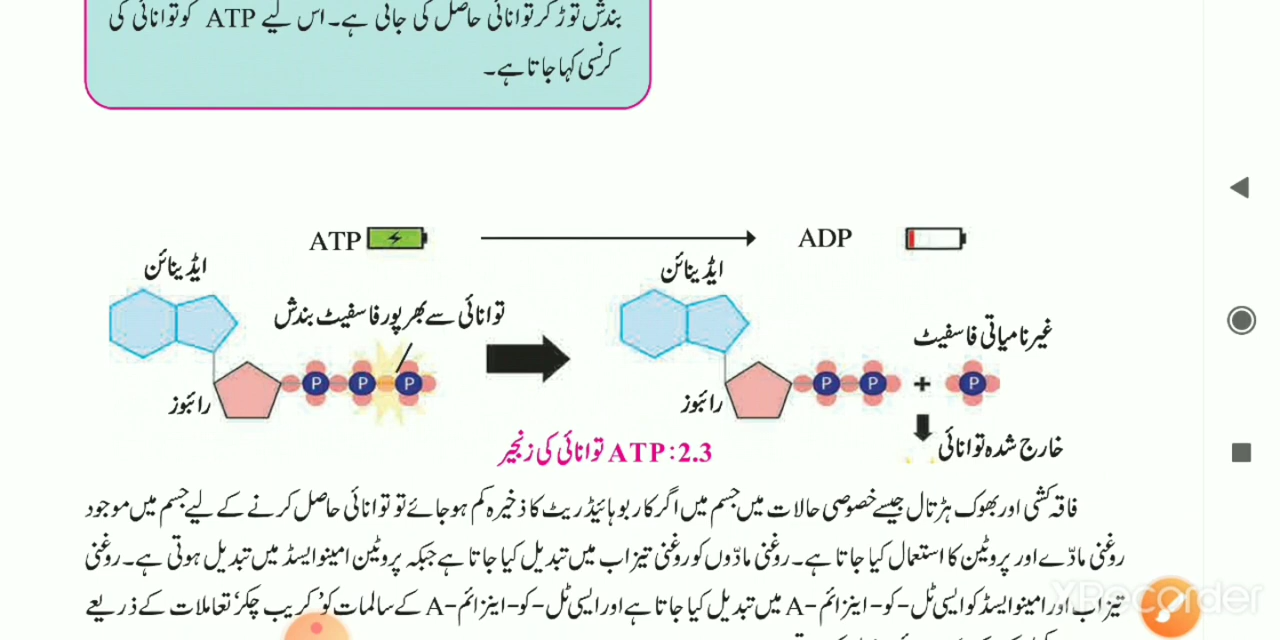 بندش توڑ کر توانائی حاصل کی جاتی ہے۔ اس لیے ATP کو توانائی کی
کرنسی کہا جاتا ہے۔
ATP
ADP
ایڈینائن
ایڈینائن
توانائی سے بھرپور فاسفیٹ بندش
غیر نامیاتی فاسفیٹ
P P P
P P + P
رائبوز
رائبوز
خارج شدہ توانائی
2.3: ATP توانائی کی زنجیر
فاقہ کشی اور بھوک ہڑتال جیسے خصوصی حالات میں جسم میں اگر کاربوہائیڈریٹ کا ذخیرہ کم ہو جائے تو توانائی حاصل کرنے کے لیے جسم میں موجود
روغنی مادّے اور پروٹین کا استعمال کیا جاتا ہے۔ روغنی مادّوں کو روغنی تیزاب میں تبدیل کیا جاتا ہے جبکہ پروٹین امینو ایسڈ میں تبدیل ہوتی ہے۔ روغنی
تیزاب اور امینو ایسڈ کو ایسی ٹل-کو-اینزائم-A میں تبدیل کیا جاتا ہے اور ایسی ٹل-کو-اینزائم-A کے سالمات کو 'کریب چکر' تعاملات کے ذریعے
XRecorder